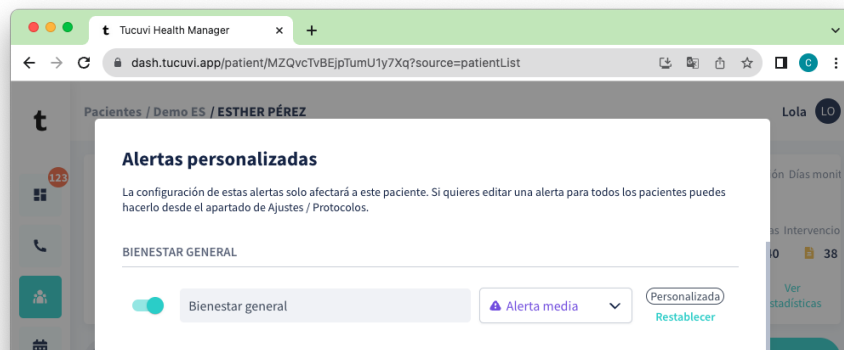 t Tucuvi Health Manager × +
dash.tucuvi.app/patient/MZQvcTvBEjpTumU1y7Xq?source=patientList C
t Pacientes / Demo ES / ESTHER PÉREZ Lola LO
Alertas personalizadas
ón Días monit
123
La configuración de estas alertas solo afectará a este paciente. Si quieres editar una alerta para todos los pacientes puedes
hacerlo desde el apartado de Ajustes / Protocolos.
as Intervencio
BIENESTAR GENERAL
40 38
Ver
stadísticas
Bienestar general Alerta media Personalizada
Restablecer